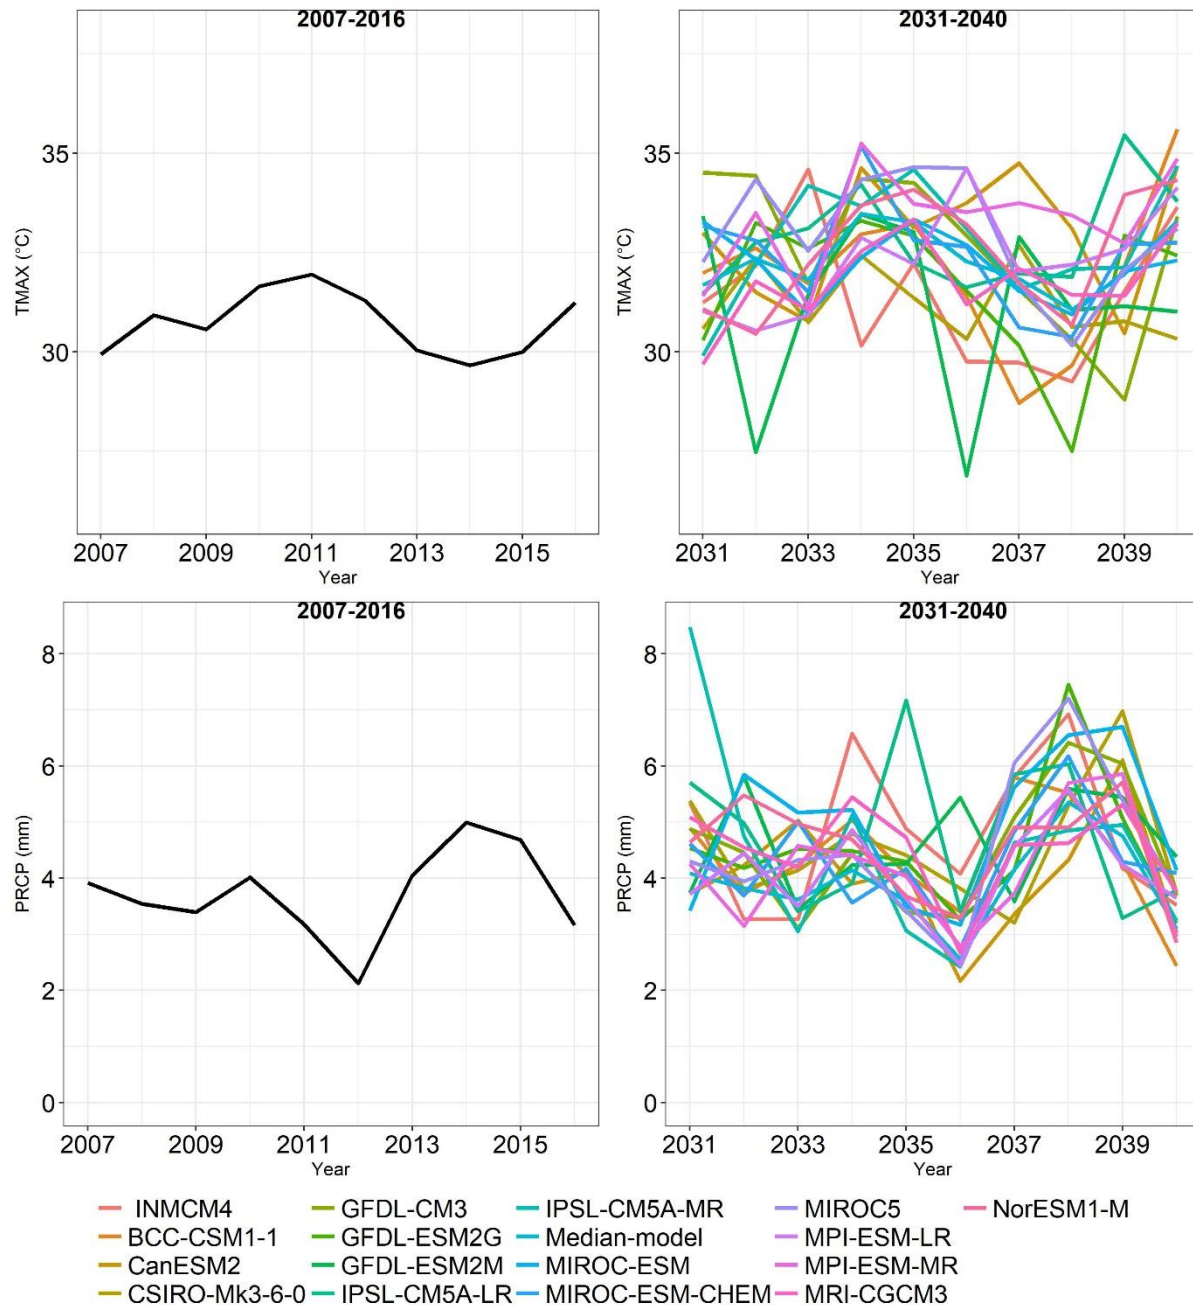 2007-2016
2031-2040
TMAX (°C)
35
30
2007 2009 2011 2013 2015
Year
TMAX (°C)
35
30
2031 2033 2035 2037 2039
Year
2007-2016
2031-2040
PRCP (mm)
8
6
4
2
0
2007 2009 2011 2013 2015
Year
PRCP (mm)
8
6
4
2
0
2031 2033 2035 2037 2039
Year
INMCM4 GFDL-CM3 IPSL-CM5A-MR MIROC5 NorESM1-M
BCC-CSM1-1 GFDL-ESM2G Median-model MPI-ESM-LR
CanESM2 GFDL-ESM2M MIROC-ESM MPI-ESM-MR
CSIRO-Mk3-6-0 IPSL-CM5A-LR MIROC-ESM-CHEM MRI-CGCM3